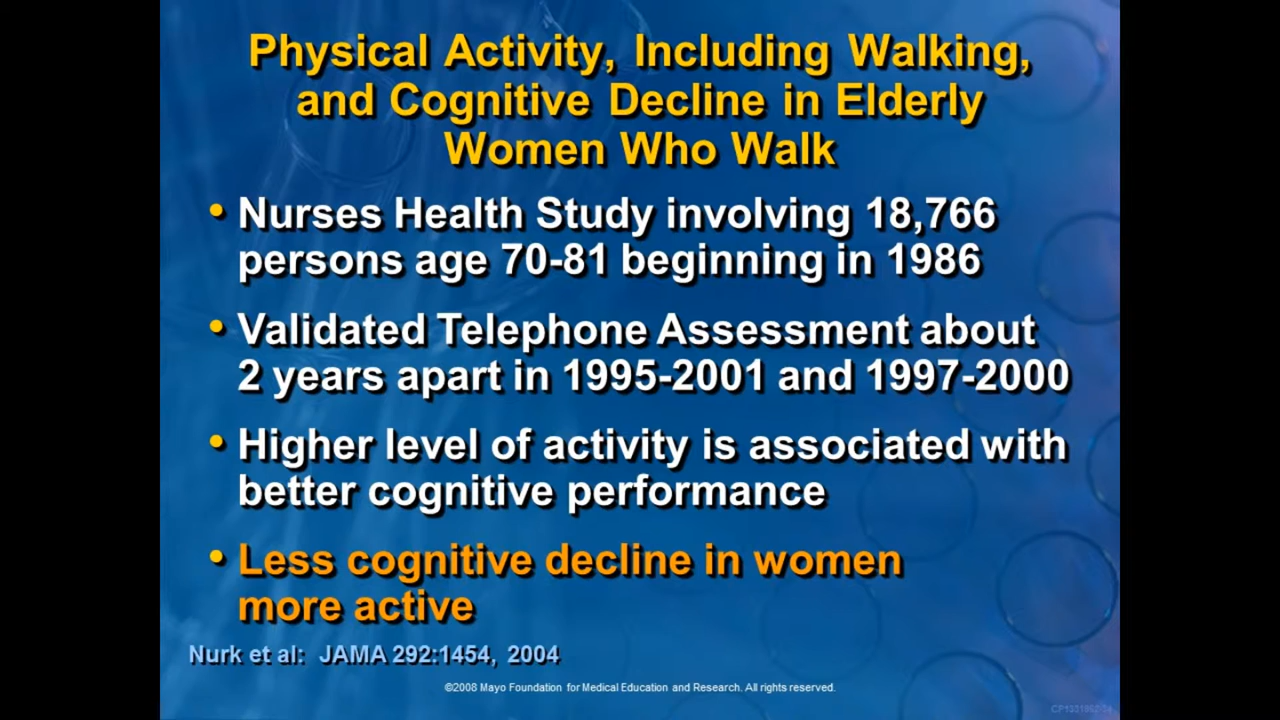 Physical Activity, Including Walking,
and Cognitive Decline in Elderly
Women Who Walk
• Nurses Health Study involving 18,766
persons age 70-81 beginning in 1986
• Validated Telephone Assessment about
2 years apart in 1995-2001 and 1997-2000
• Higher level of activity is associated with
better cognitive performance
• Less cognitive decline in women
more active
Nurk et al: JAMA 292:1454, 2004
©2008 Mayo Foundation for Medical Education and Research. All rights reserved.